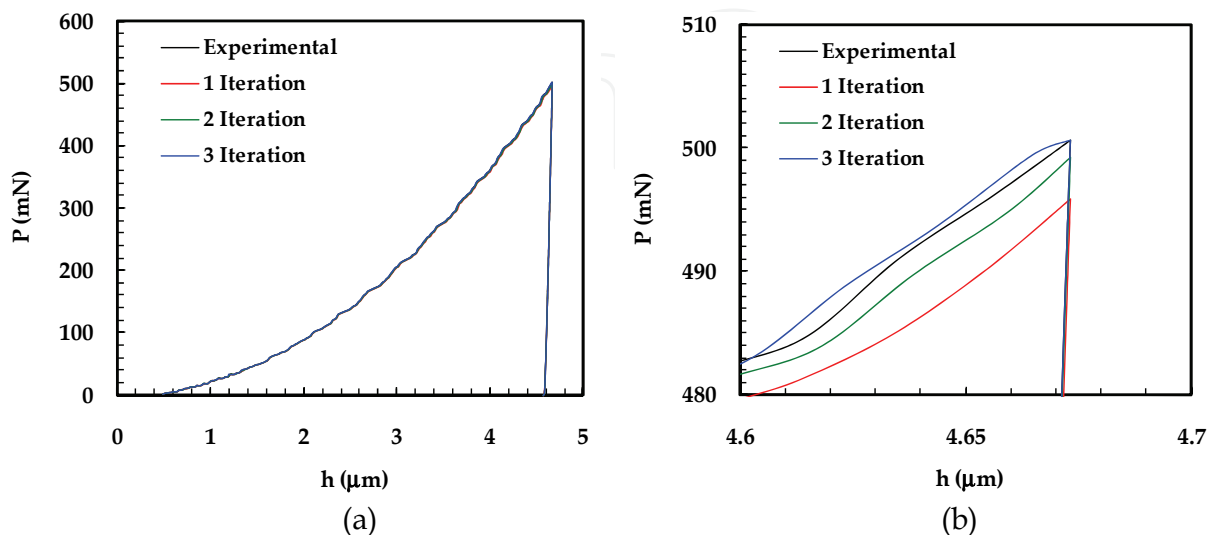 600
500
400
300
200
100
0
P (mN)
Experimental
1 Iteration
2 Iteration
3 Iteration
0 1 2 3 4 5
h (μm)
(a)
510
500
490
480
P (mN)
Experimental
1 Iteration
2 Iteration
3 Iteration
4.6 4.65 4.7
h (μm)
(b)